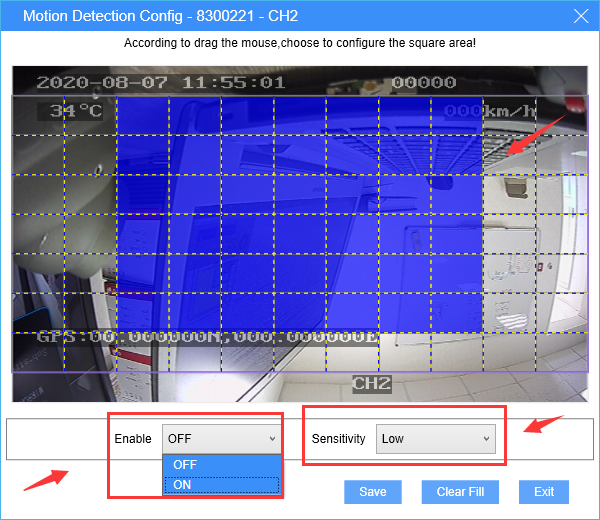 Motion Detection Config - 8300221 - CH2
According to drag the mouse,choose to configure the square area!
2020-08-07 11:55:01 00000
34°C 000km/h
GPS:00.000000N,000.000000E
CH2
Enable OFF Sensitivity Low
OFF
ON
Save Clear Fill Exit